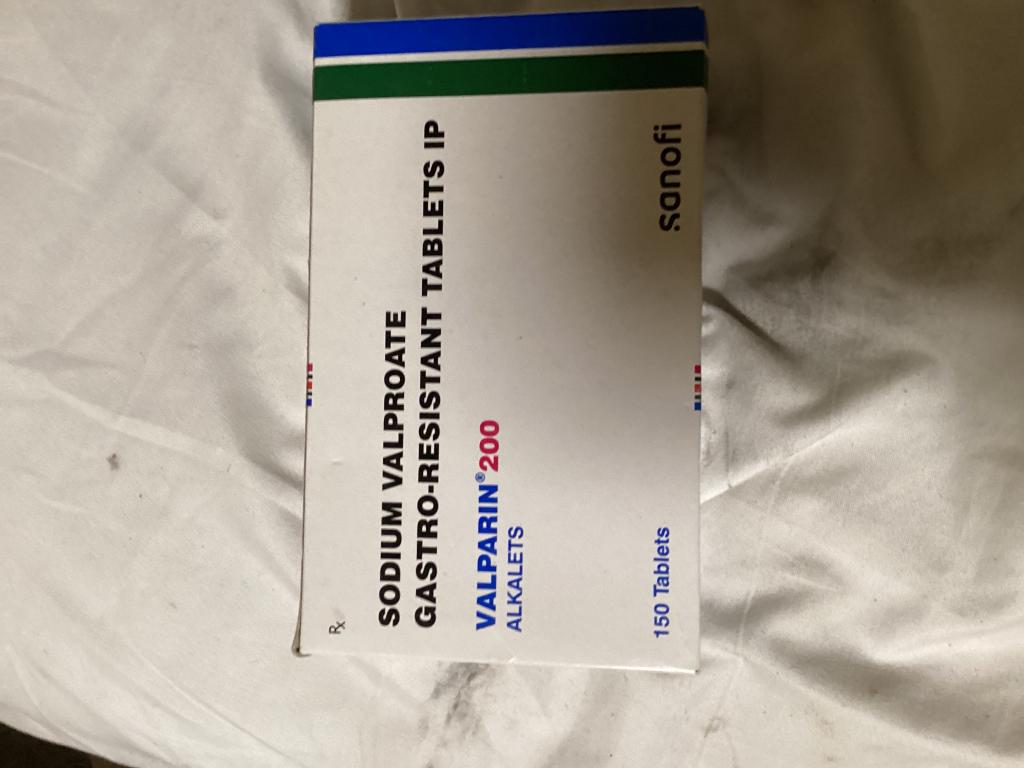 Rx
SODIUM VALPROATE
GASTRO-RESISTANT TABLETS IP
VALPARIN®200
ALKALETS
150 Tablets
sanofi